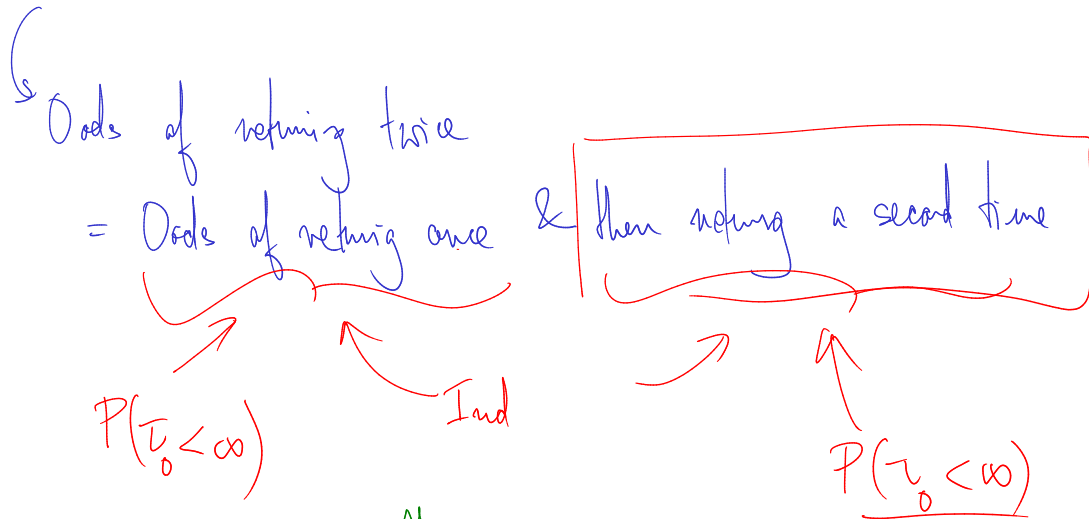 Odds of returning twice
= Odds of returning once & then returning a second time
P(τ₀ < ∞)
Ind
P(τ₀ < ∞)